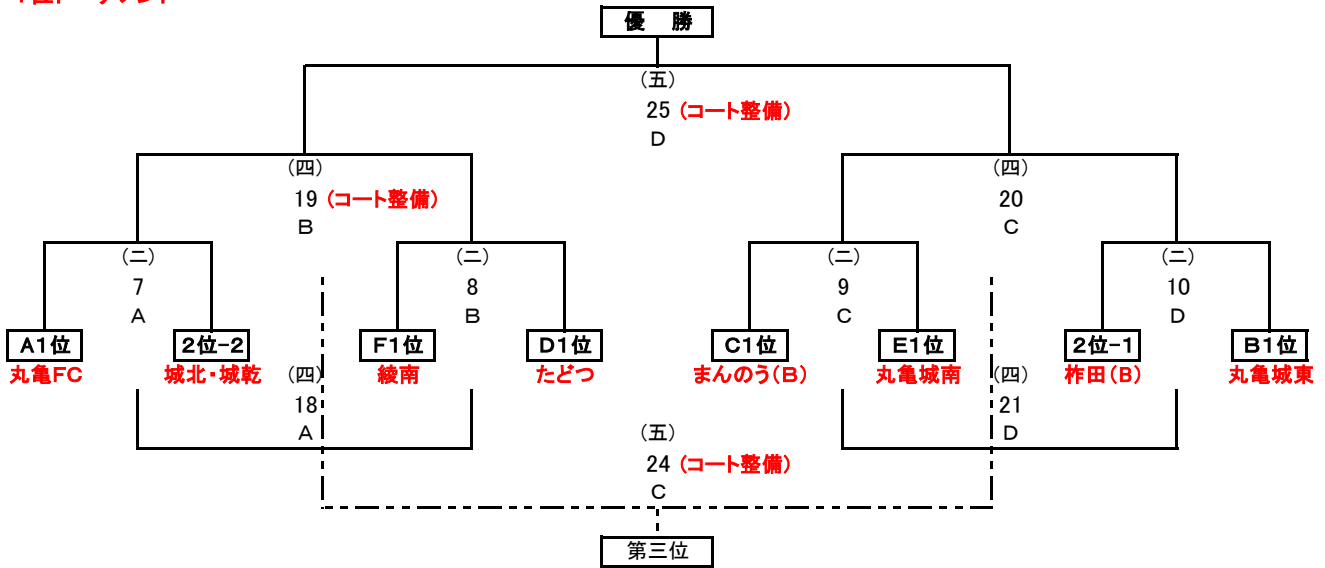 優 勝
(五)
25 (コート整備)
D
(四)
19 (コート整備)
B
(四)
20
C
(二)
7
A
(二)
8
B
(二)
9
C
(二)
10
D
A1位
2位-2
F1位
D1位
C1位
E1位
2位-1
B1位
丸亀FC
城北・城乾
綾南
たどつ
まんのう(B)
丸亀城南
柞田(B)
丸亀城東
(四)
18
A
(四)
21
D
(五)
24 (コート整備)
C
第三位